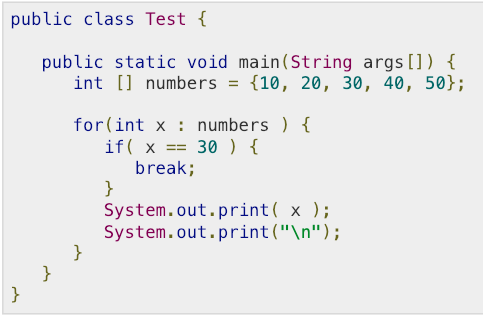 public class Test {
public static void main(String args[]) {
int [] numbers = {10, 20, 30, 40, 50};
for(int x : numbers ) {
if( x == 30 ) {
break;
}
System.out.print( x );
System.out.print("\n");
}
}
}